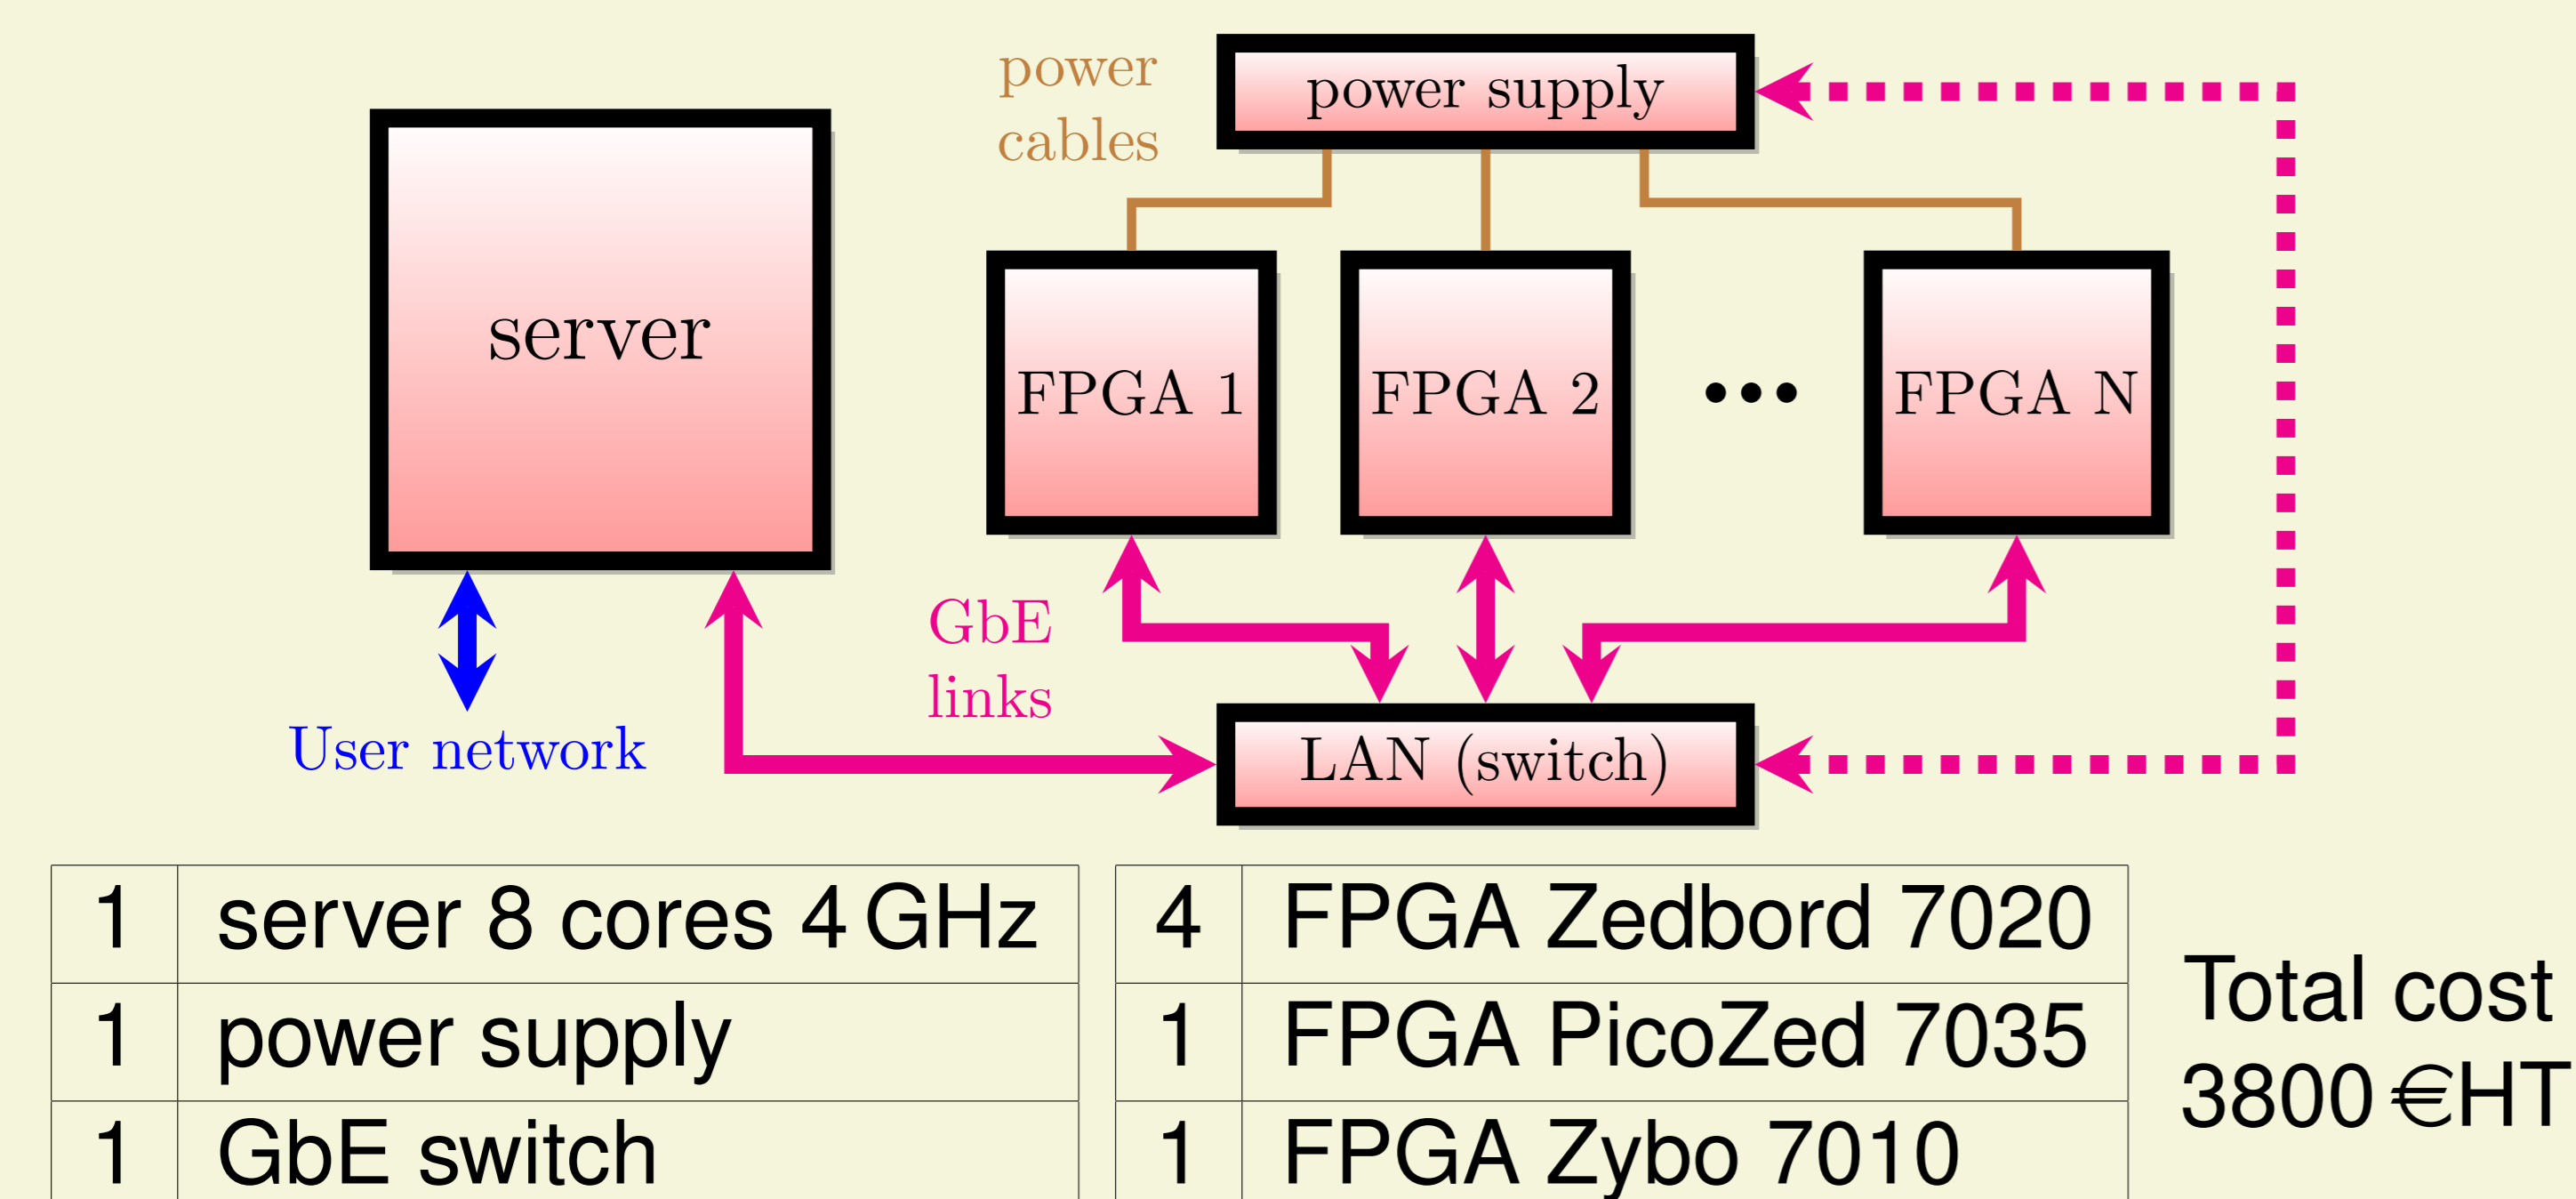 power
cables
power supply
server
FPGA 1
FPGA 2
FPGA N
GbE
links
User network
LAN (switch)
1 server 8 cores 4 GHz
1 power supply
1 GbE switch
4 FPGA Zedbord 7020
1 FPGA PicoZed 7035
1 FPGA Zybo 7010
Total cost
3800 €HT